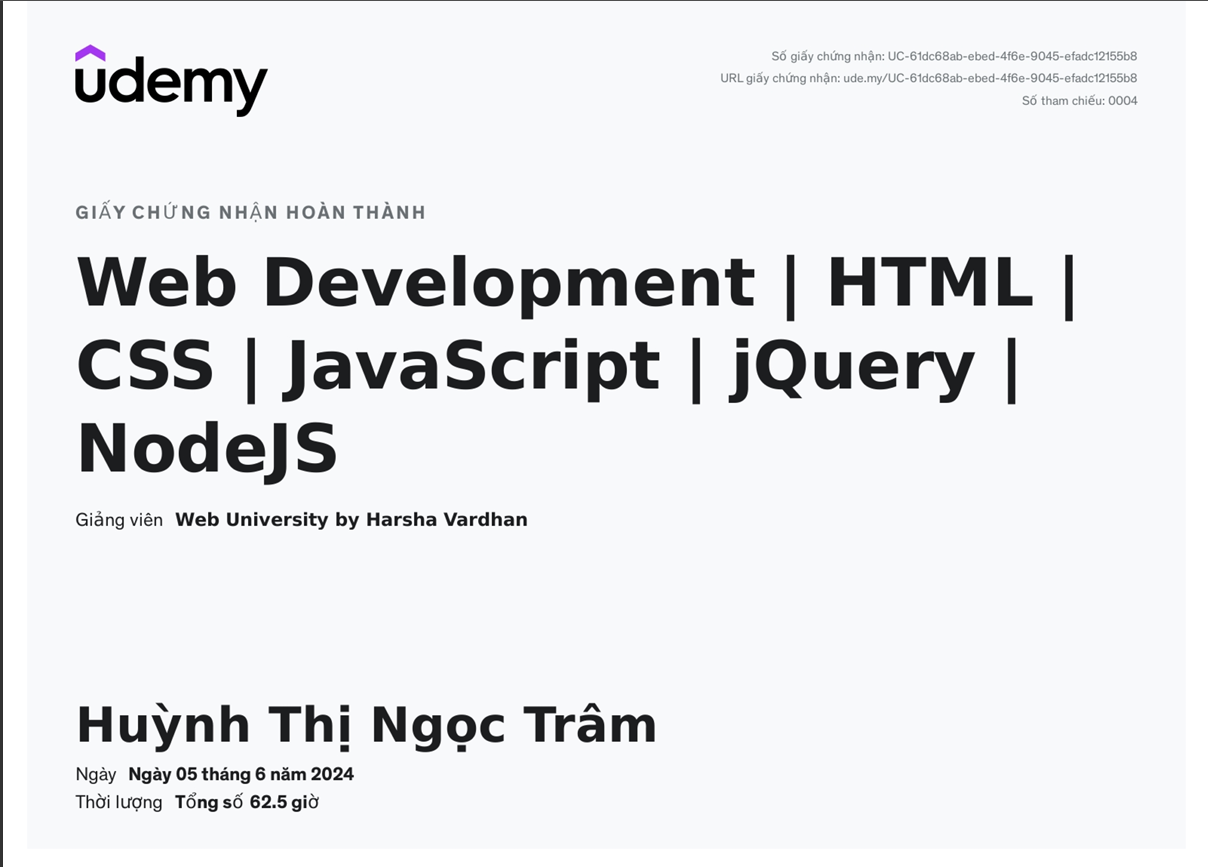 udemy
Số giấy chứng nhận: UC-61dc68ab-ebed-4f6e-9045-efadc12155b8
URL giấy chứng nhận: ude.my/UC-61dc68ab-ebed-4f6e-9045-efadc12155b8
Số tham chiếu: 0004
GIẤY CHỨNG NHẬN HOÀN THÀNH
Web Development | HTML |
CSS | JavaScript | jQuery |
NodeJS
Giảng viên Web University by Harsha Vardhan
Huỳnh Thị Ngọc Trâm
Ngày Ngày 05 tháng 6 năm 2024
Thời lượng Tổng số 62.5 giờ